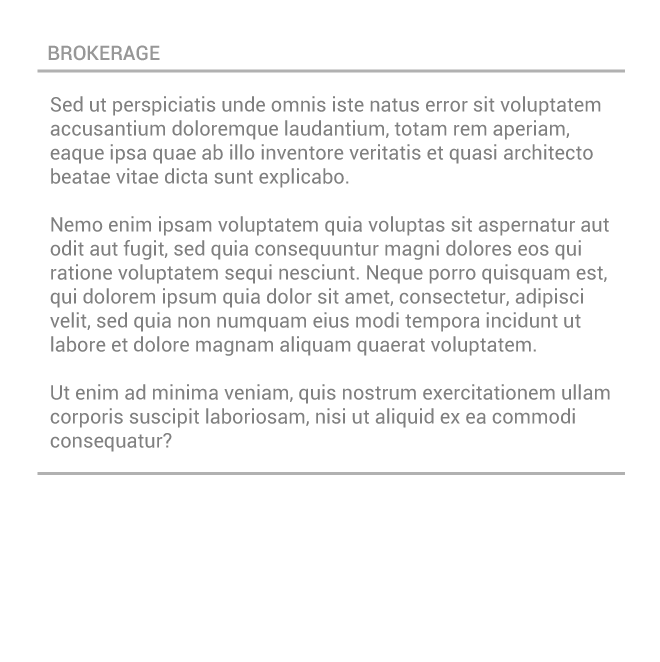 BROKERAGE
Sed ut perspiciatis unde omnis iste natus error sit voluptatem
accusantium doloremque laudantium, totam rem aperiam,
eaque ipsa quae ab illo inventore veritatis et quasi architecto
beatae vitae dicta sunt explicabo.
Nemo enim ipsam voluptatem quia voluptas sit aspernatur aut
odit aut fugit, sed quia consequuntur magni dolores eos qui
ratione voluptatem sequi nesciunt. Neque porro quisquam est,
qui dolorem ipsum quia dolor sit amet, consectetur, adipisci
velit, sed quia non numquam eius modi tempora incidunt ut
labore et dolore magnam aliquam quaerat voluptatem.
Ut enim ad minima veniam, quis nostrum exercitationem ullam
corporis suscipit laboriosam, nisi ut aliquid ex ea commodi
consequatur?